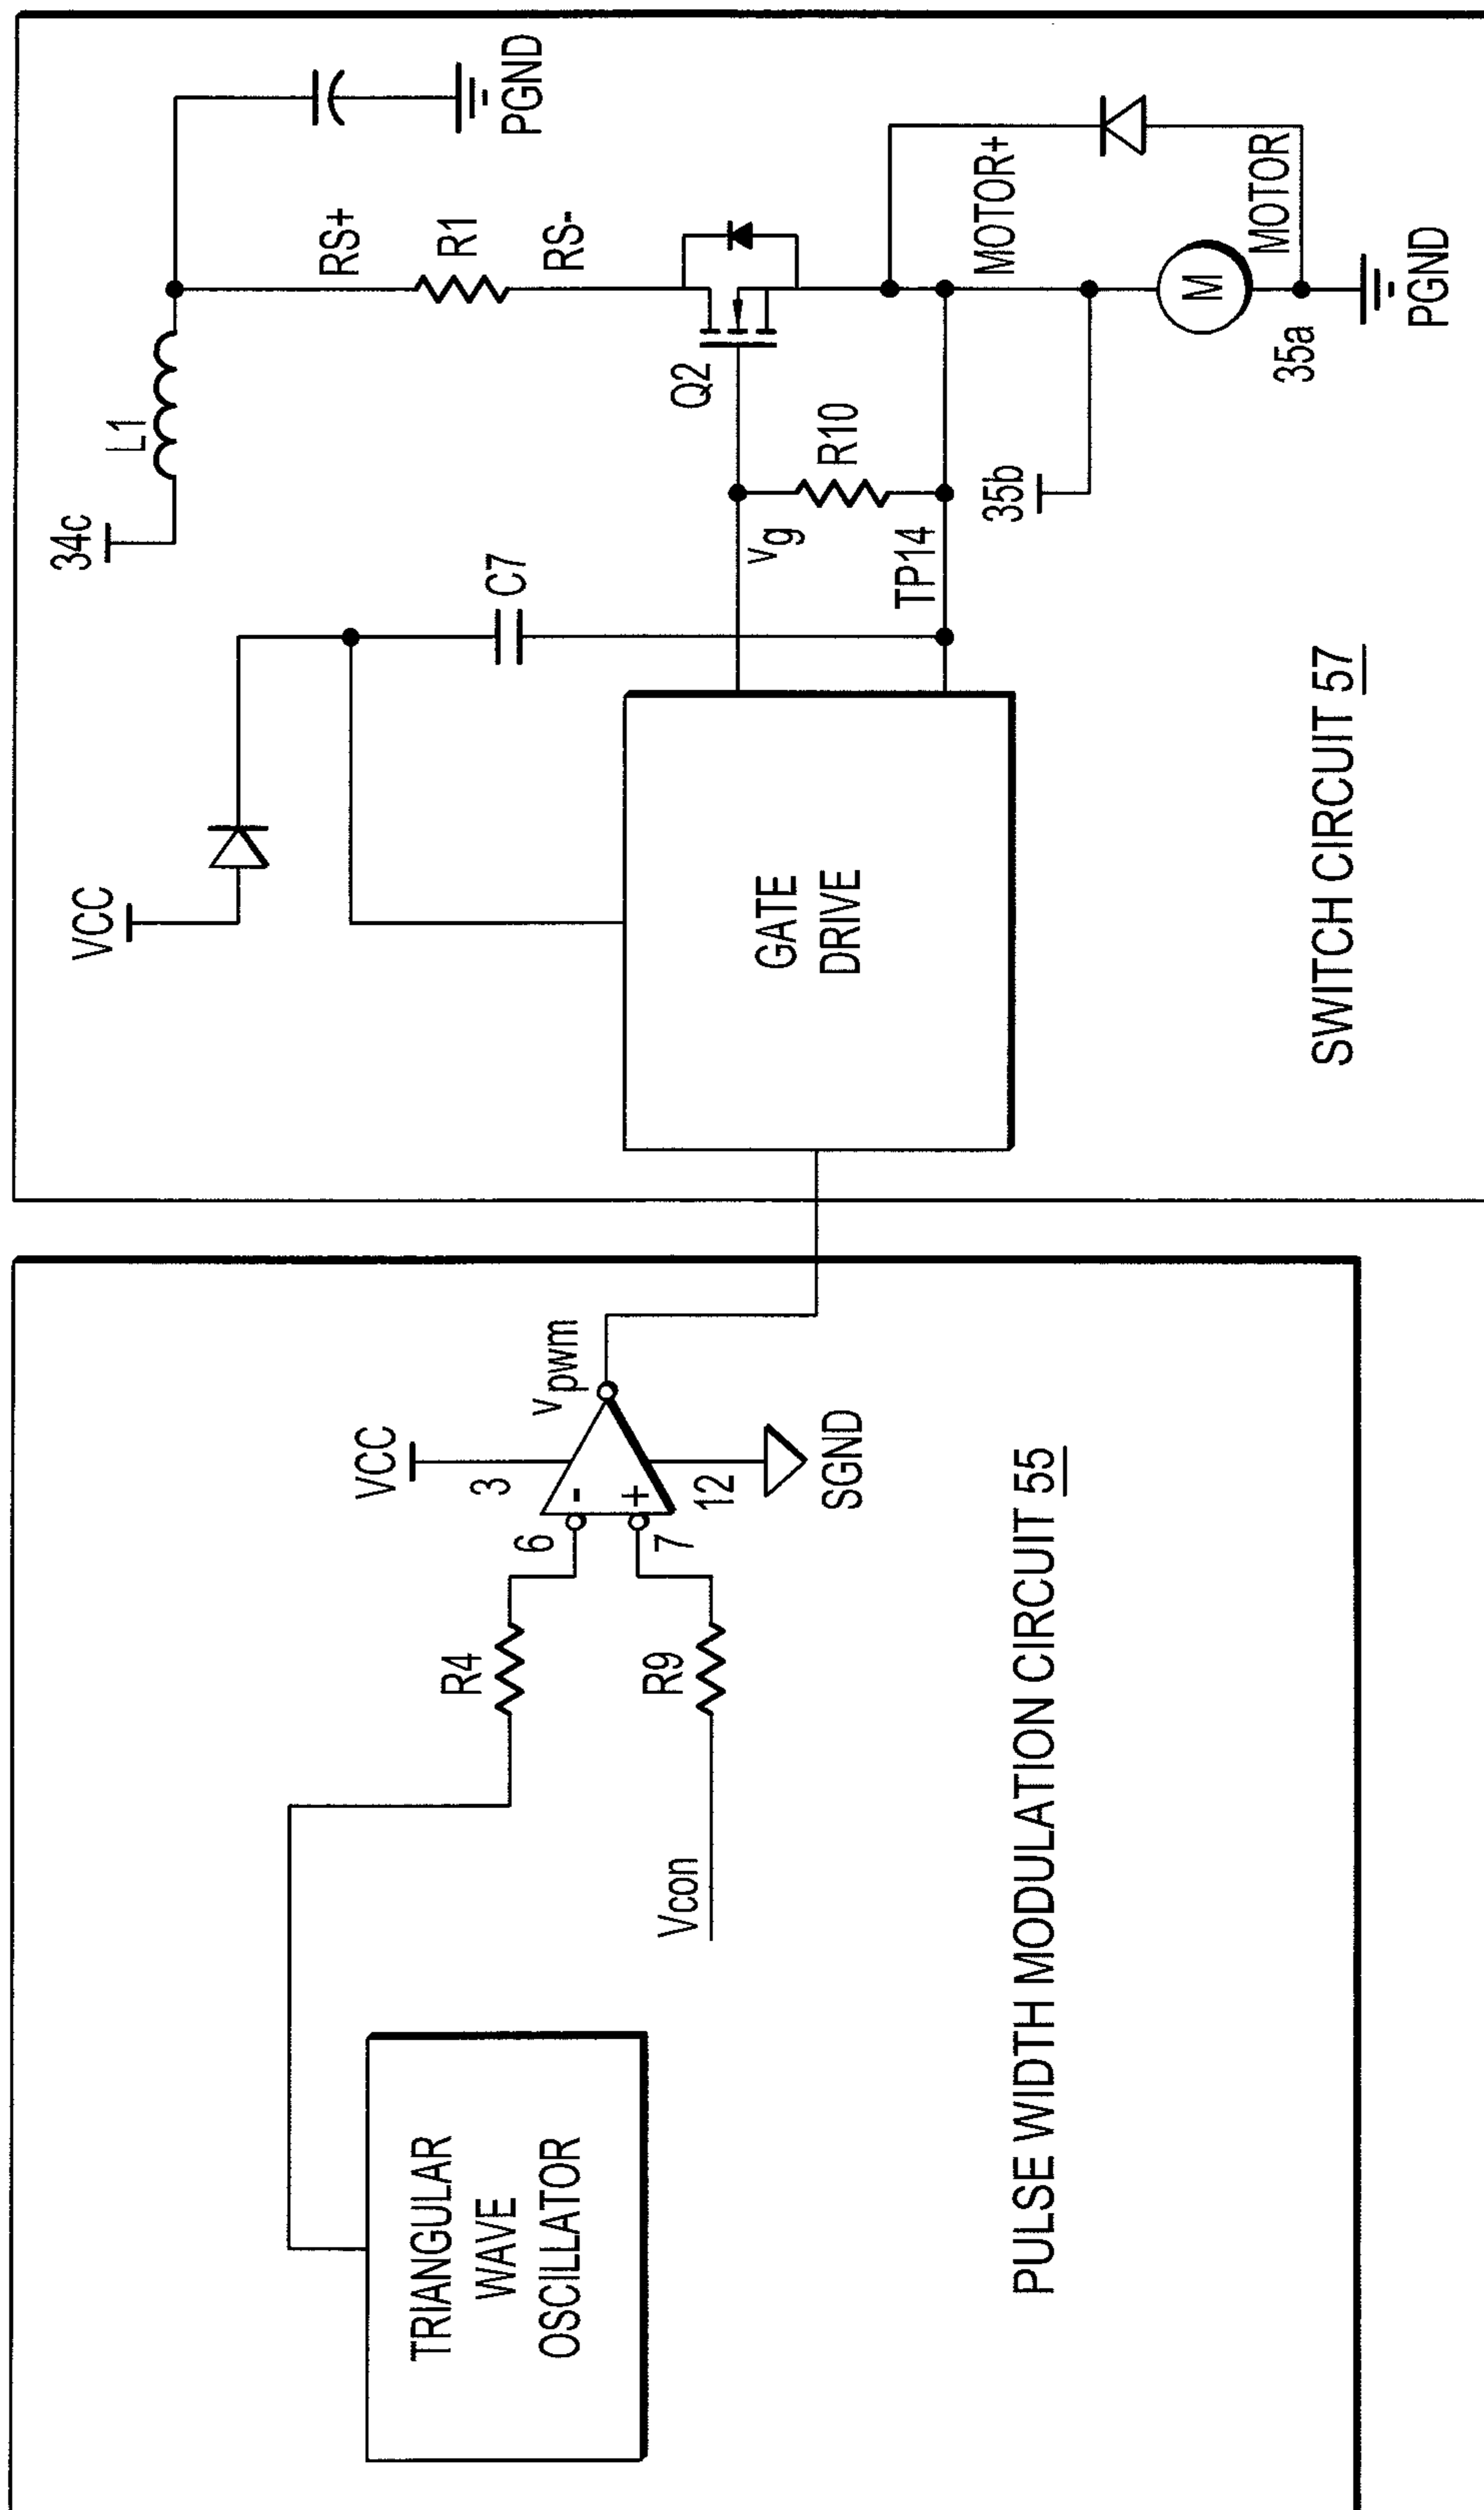 TRIANGULAR
WAVE
OSCILLATOR
Vcon
R4
R9
6
7
-
+
VCC
3
12
SGND
vpwm
PULSE WIDTH MODULATION CIRCUIT 55
VCC
GATE
DRIVE
C7
34c
L1
vg
TP14
R10
Q2
35b
RS+
R1
RS-
PGND
MOTOR+
M
MOTOR
35a
PGND
SWITCH CIRCUIT 57